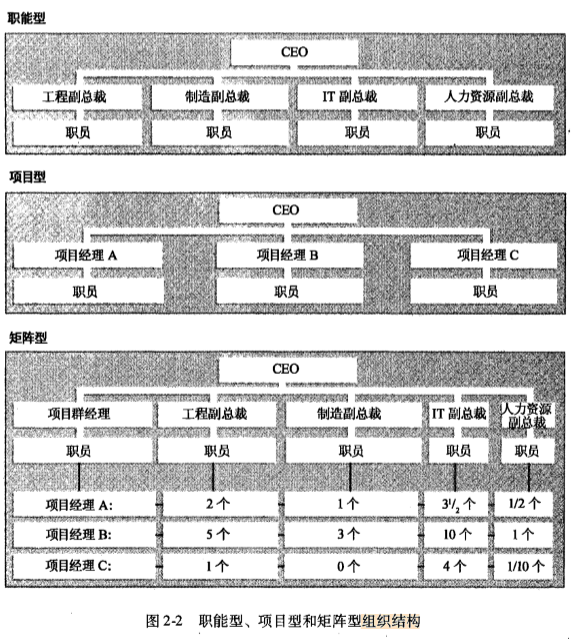 职能型
CEO
工程副总裁 制造副总裁 IT 副总裁 人力资源副总裁
职员 职员 职员 职员
项目型
CEO
项目经理 A 项目经理 B 项目经理 C
职员 职员 职员
矩阵型
CEO
项目群经理 工程副总裁 制造副总裁 IT 副总裁 人力资源副总裁
职员 职员 职员 职员 职员
项目经理 A: 2 个 1 个 3¹/₂ 个 1/2 个
项目经理 B: 5 个 3 个 10 个 1 个
项目经理 C: 1 个 0 个 4 个 1/10 个
图 2-2 职能型、项目型和矩阵型组织结构